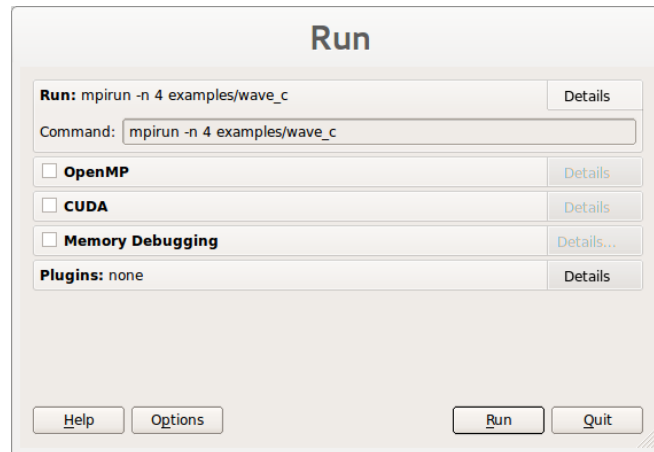 Run
Run: mpirun -n 4 examples/wave_c Details
Command: mpirun -n 4 examples/wave_c
OpenMP Details
CUDA Details
Memory Debugging Details...
Plugins: none Details
Help Options Run Quit